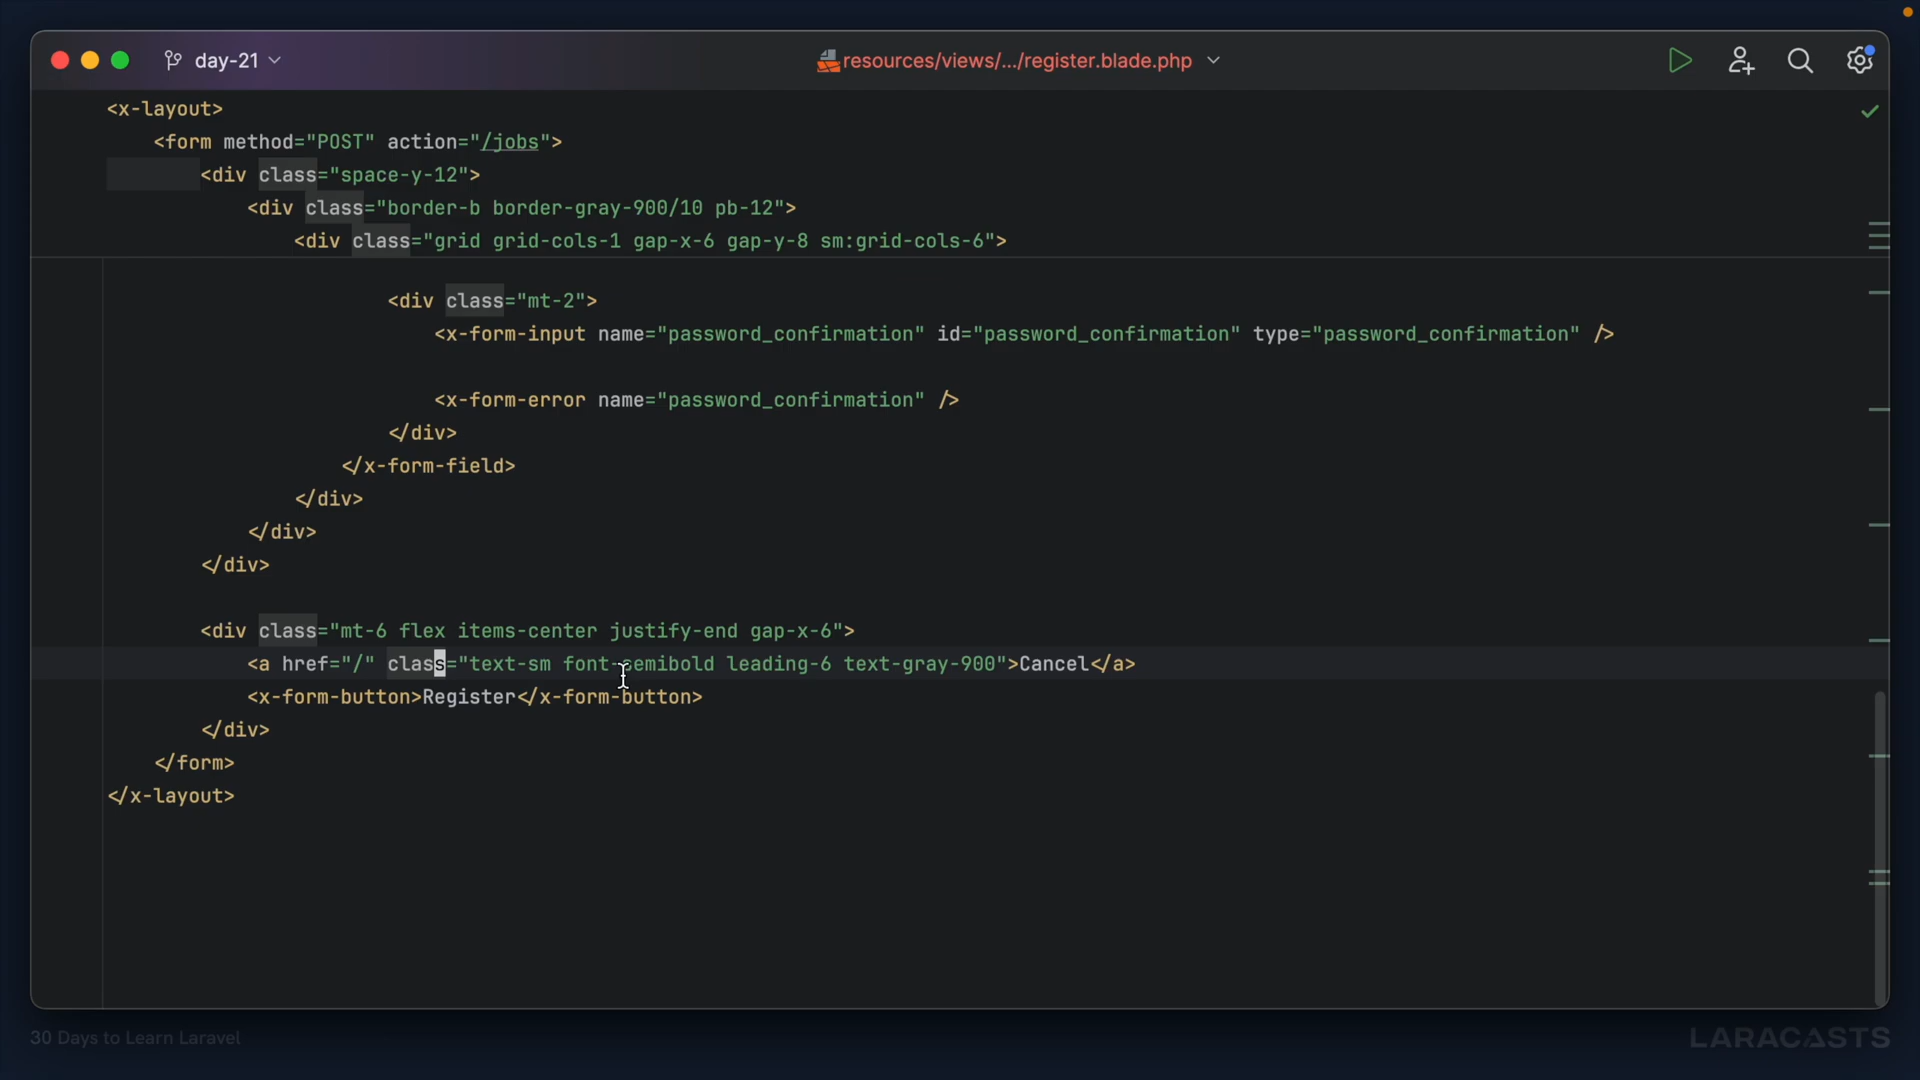 day-21
resources/views/.../register.blade.php
<x-layout>
<form method="POST" action="/jobs">
<div class="space-y-12">
<div class="border-b border-gray-900/10 pb-12">
<div class="grid grid-cols-1 gap-x-6 gap-y-8 sm:grid-cols-6">
<div class="mt-2">
<x-form-input name="password_confirmation" id="password_confirmation" type="password_confirmation" />
<x-form-error name="password_confirmation" />
</div>
</x-form-field>
</div>
</div>
</div>
<div class="mt-6 flex items-center justify-end gap-x-6">
<a href="/" class="text-sm font-semibold leading-6 text-gray-900">Cancel</a>
<x-form-button>Register</x-form-button>
</div>
</form>
</x-layout>
30 Days to Learn Laravel
LARACASTS